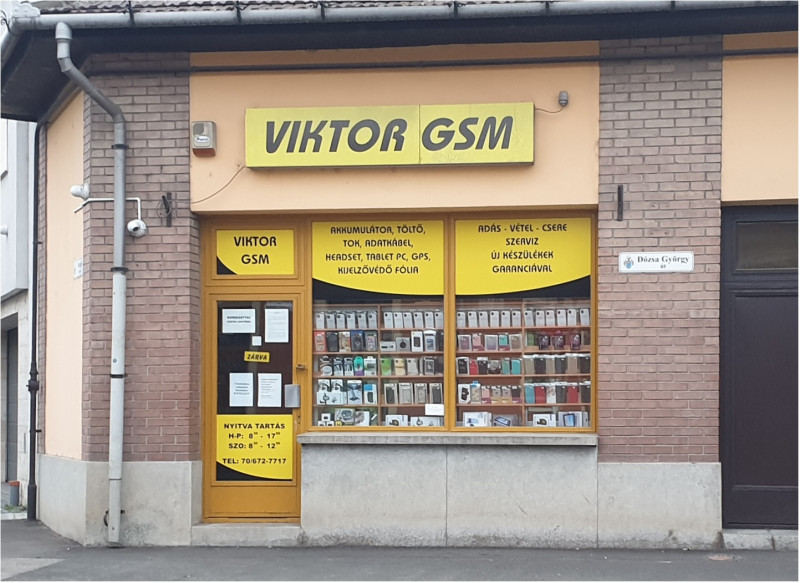 VIKTOR GSM
VIKTOR
GSM
AKKUMULÁTOR, TÖLTŐ,
TOK, ADATKÁBEL,
HEADSET, TABLET PC, GPS,
KIJELZŐVÉDŐ FÓLIA
ADÁS - VÉTEL - CSERE
SZERVIZ
ÚJ KÉSZÜLÉKEK
GARANCIÁVAL
Dózsa György
ZÁRVA
NYITVA TARTÁS
H-P: 8⁰⁰ - 17⁰⁰
SZO: 8⁰⁰ - 12⁰⁰
TEL: 70/672-7717